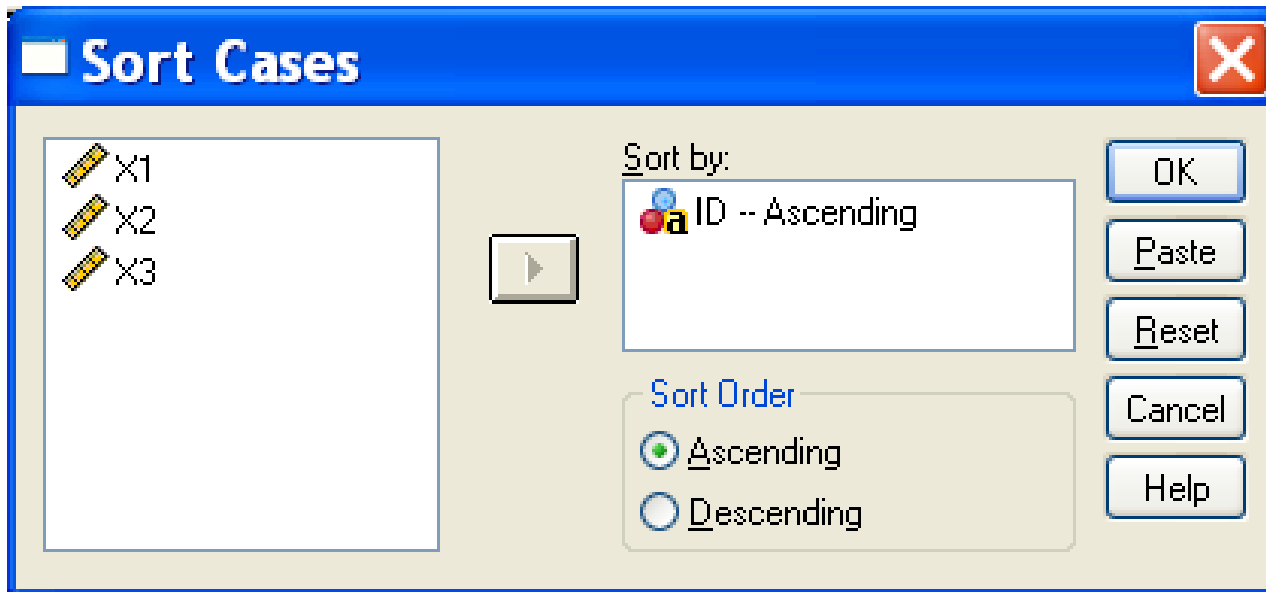 Sort Cases
X1
X2
X3
Sort by:
a ID -- Ascending
Sort Order
Ascending
Descending
OK
Paste
Reset
Cancel
Help